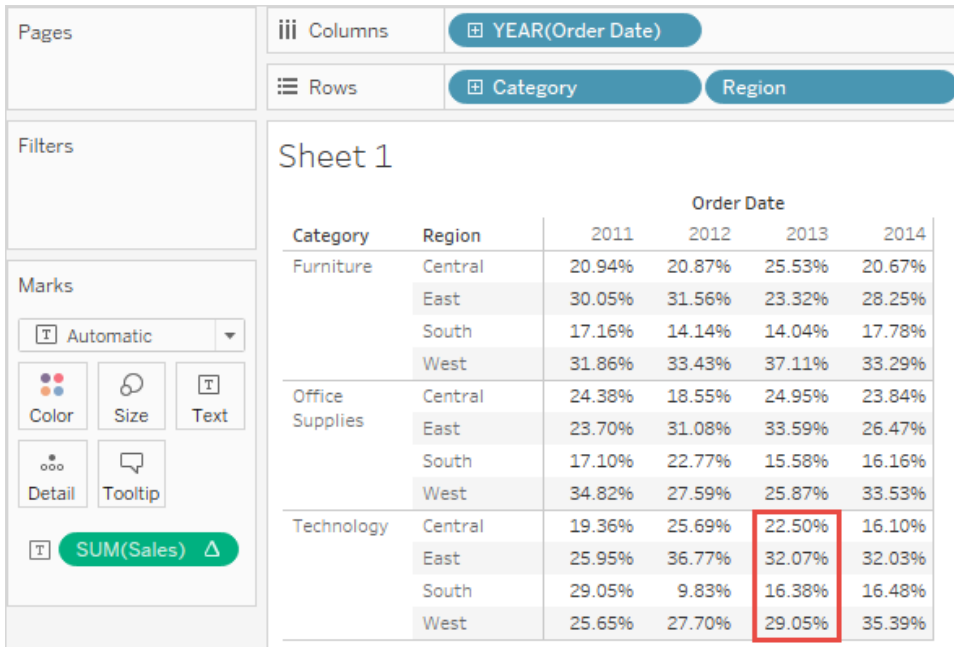 Pages
Columns YEAR(Order Date)
Rows Category Region
Filters
Sheet 1
Order Date
Category Region 2011 2012 2013 2014
Furniture Central 20.94% 20.87% 25.53% 20.67%
East 30.05% 31.56% 23.32% 28.25%
South 17.16% 14.14% 14.04% 17.78%
West 31.86% 33.43% 37.11% 33.29%
Office Central 24.38% 18.55% 24.95% 23.84%
Supplies East 23.70% 31.08% 33.59% 26.47%
South 17.10% 22.77% 15.58% 16.16%
West 34.82% 27.59% 25.87% 33.53%
Technology Central 19.36% 25.69% 22.50% 16.10%
East 25.95% 36.77% 32.07% 32.03%
South 29.05% 9.83% 16.38% 16.48%
West 25.65% 27.70% 29.05% 35.39%
Marks
T Automatic
T
Color Size Text
Detail Tooltip
T SUM(Sales) Δ